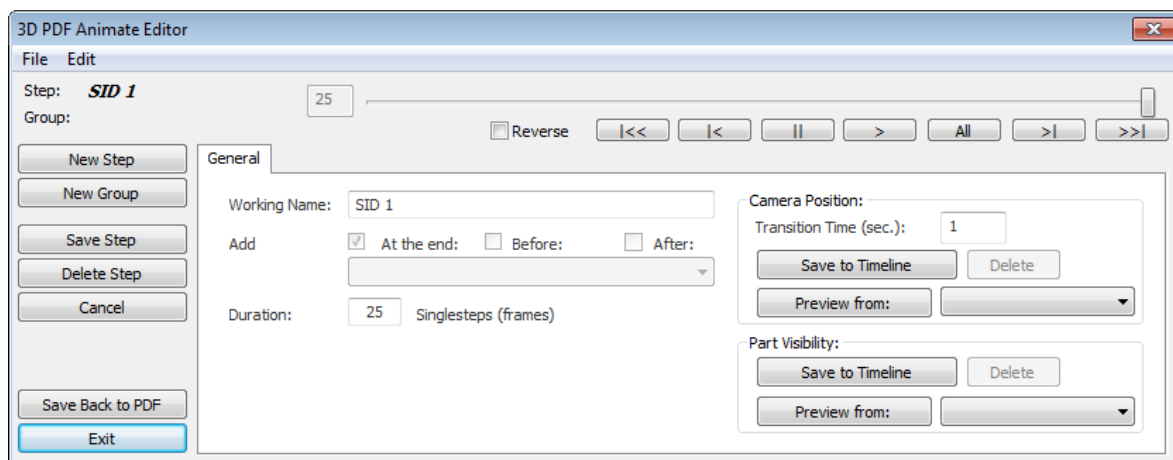 3D PDF Animate Editor
File Edit
Step: SID 1
25
Group:
Reverse |<< |< || > All >| >>|
New Step
New Group
Save Step
Delete Step
Cancel
Save Back to PDF
Exit
General
Working Name: SID 1
Add At the end: Before: After:
Duration: 25 Singlesteps (frames)
Camera Position:
Transition Time (sec.): 1
Save to Timeline Delete
Preview from:
Part Visibility:
Save to Timeline Delete
Preview from: